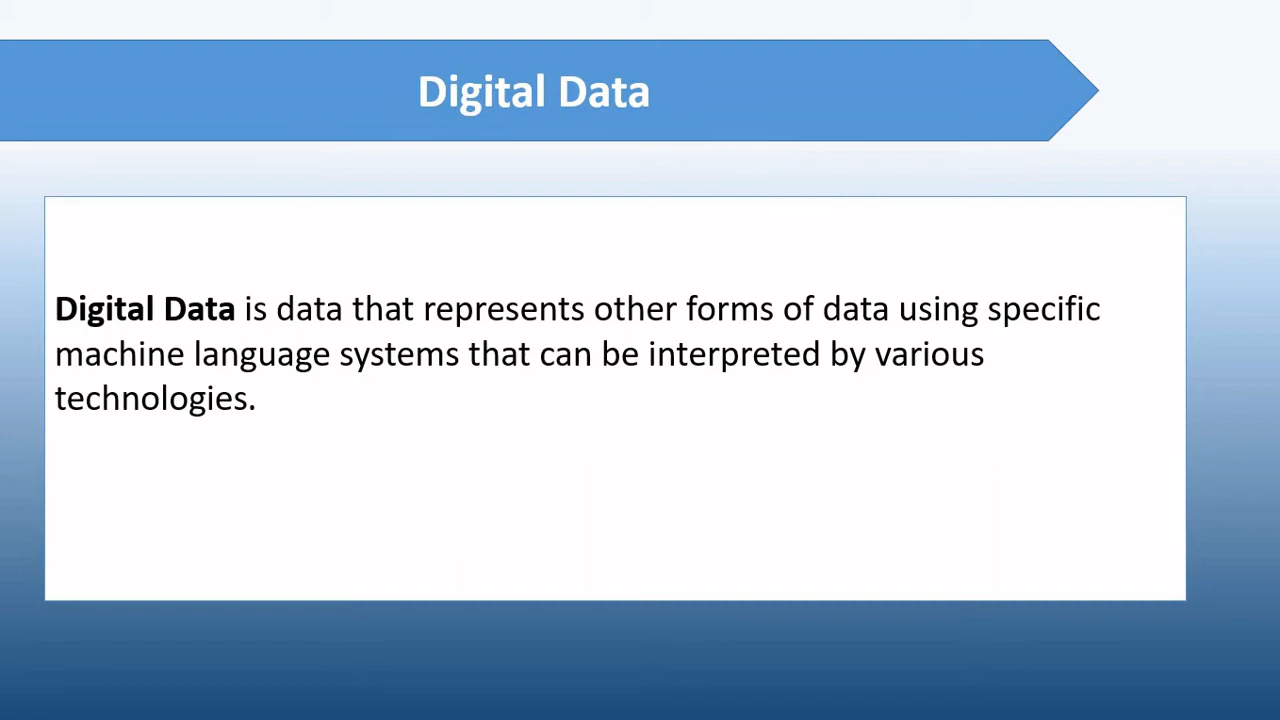 Digital Data
Digital Data is data that represents other forms of data using specific
machine language systems that can be interpreted by various
technologies.